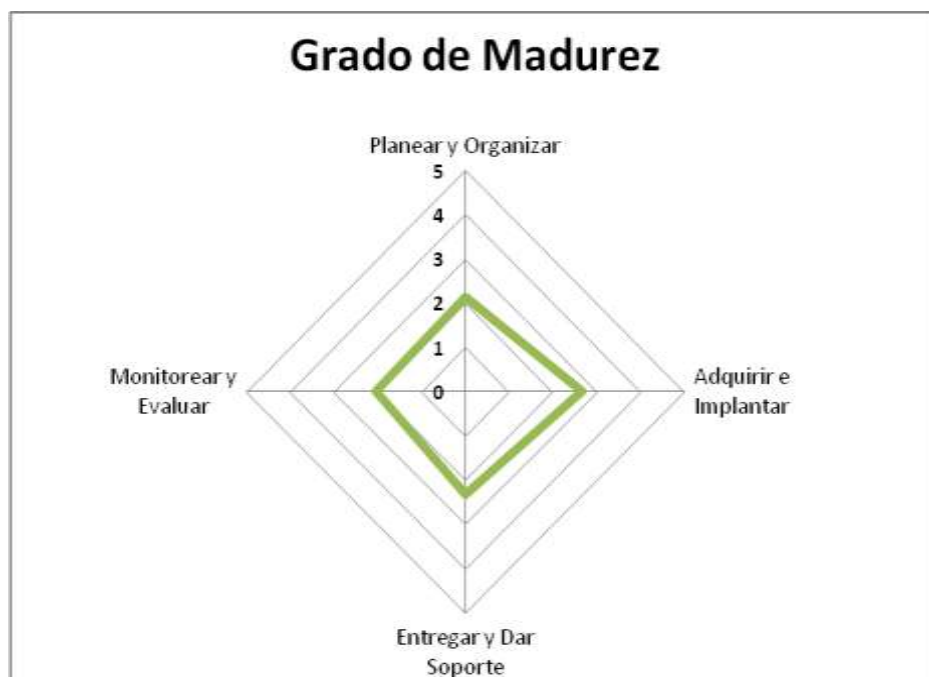 Grado de Madurez
Planear y Organizar
5
4
3
2
1
0
Monitorear y
Evaluar
Adquirir e
Implantar
Entregar y Dar
Soporte